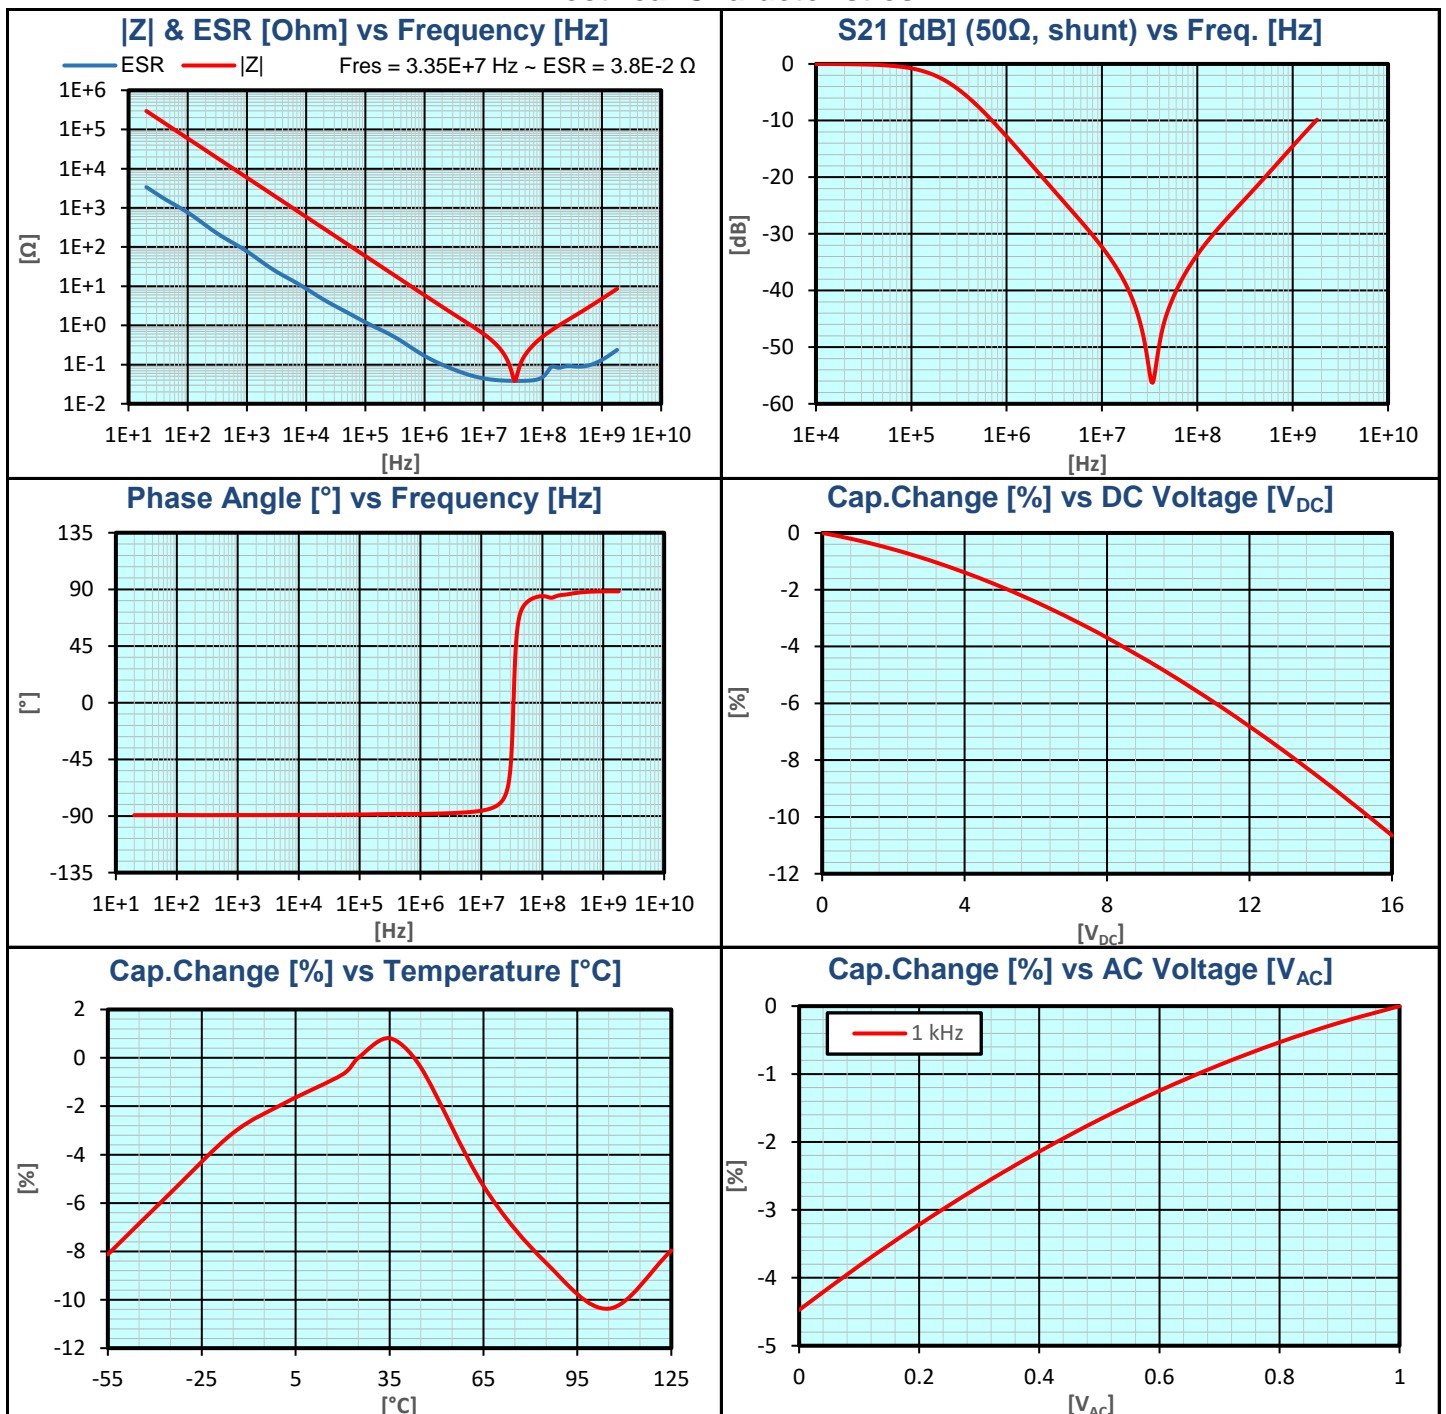 |Z| & ESR [Ohm] vs Frequency [Hz]
ESR |Z| Fres = 3.35E+7 Hz ~ ESR = 3.8E-2 Ω
1E+6
1E+5
1E+4
1E+3
1E+2
1E+1
1E+0
1E-1
1E-2
[Ω]
1E+1 1E+2 1E+3 1E+4 1E+5 1E+6 1E+7 1E+8 1E+9 1E+10
[Hz]
S21 [dB] (50Ω, shunt) vs Freq. [Hz]
0
-10
-20
-30
-40
-50
-60
[dB]
1E+4 1E+5 1E+6 1E+7 1E+8 1E+9 1E+10
[Hz]
Phase Angle [°] vs Frequency [Hz]
135
90
45
0
-45
-90
-135
[°]
1E+1 1E+2 1E+3 1E+4 1E+5 1E+6 1E+7 1E+8 1E+9 1E+10
[Hz]
Cap.Change [%] vs DC Voltage [VDC]
0
-2
-4
-6
-8
-10
-12
[%]
0 4 8 12 16
[VDC]
Cap.Change [%] vs Temperature [°C]
2
0
-2
-4
-6
-8
-10
-12
[%]
-55 -25 5 35 65 95 125
[°C]
Cap.Change [%] vs AC Voltage [VAC]
1 kHz
0
-1
-2
-3
-4
-5
[%]
0 0.2 0.4 0.6 0.8 1
[VAC]